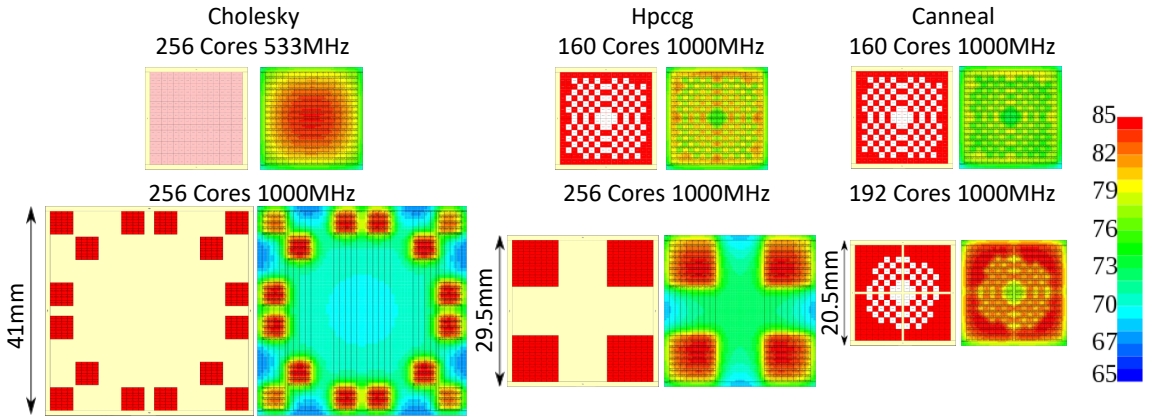 Cholesky
256 Cores 533MHz
Hpccg
160 Cores 1000MHz
Canneal
160 Cores 1000MHz
256 Cores 1000MHz
256 Cores 1000MHz
192 Cores 1000MHz
41mm
29.5mm
20.5mm
85
82
79
76
73
70
67
65